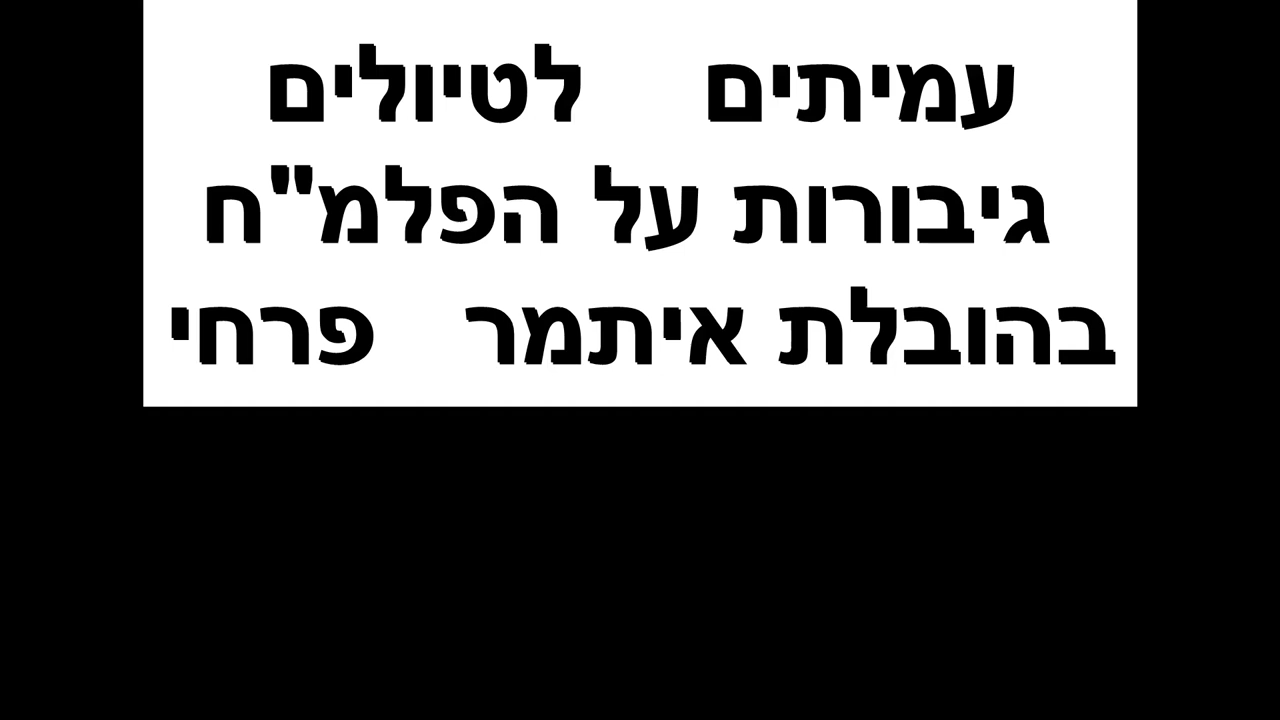 עמיתים לטיולים
גיבורות על הפלמ"ח
בהובלת איתמר פרחי